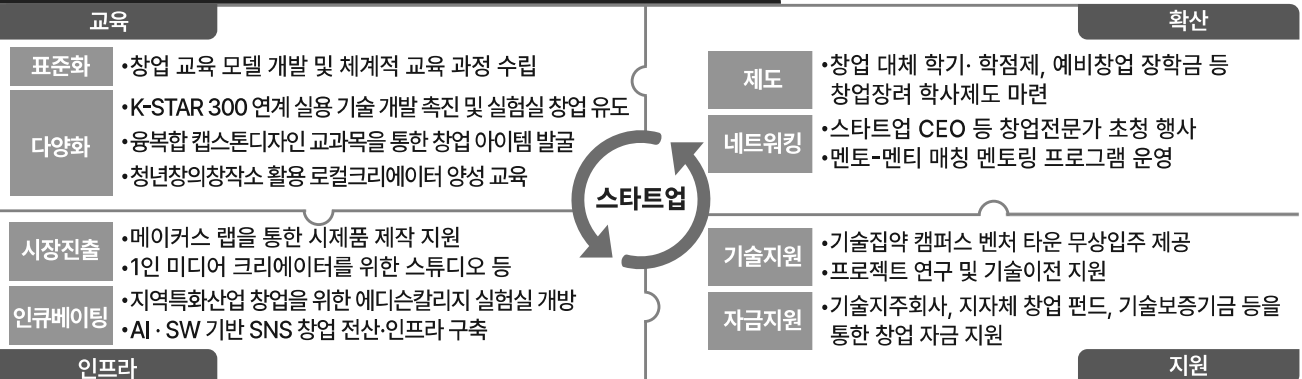 교육
표준화
•창업 교육 모델 개발 및 체계적 교육 과정 수립
다양화
•K-STAR 300 연계 실용 기술 개발 촉진 및 실험실 창업 유도
•융복합 캡스톤디자인 교과목을 통한 창업 아이템 발굴
•청년창의창작소 활용 로컬크리에이터 양성 교육
확산
제도
•창업 대체 학기· 학점제, 예비창업 장학금 등
창업장려 학사제도 마련
네트워킹
•스타트업 CEO 등 창업전문가 초청 행사
•멘토-멘티 매칭 멘토링 프로그램 운영
스타트업
시장진출
•메이커스 랩을 통한 시제품 제작 지원
•1인 미디어 크리에이터를 위한 스튜디오 등
인큐베이팅
•지역특화산업 창업을 위한 에디슨칼리지 실험실 개방
•AI · SW 기반 SNS 창업 전산·인프라 구축
인프라
기술지원
•기술집약 캠퍼스 벤처 타운 무상입주 제공
•프로젝트 연구 및 기술이전 지원
자금지원
•기술지주회사, 지자체 창업 펀드, 기술보증기금 등을
통한 창업 자금 지원
지원